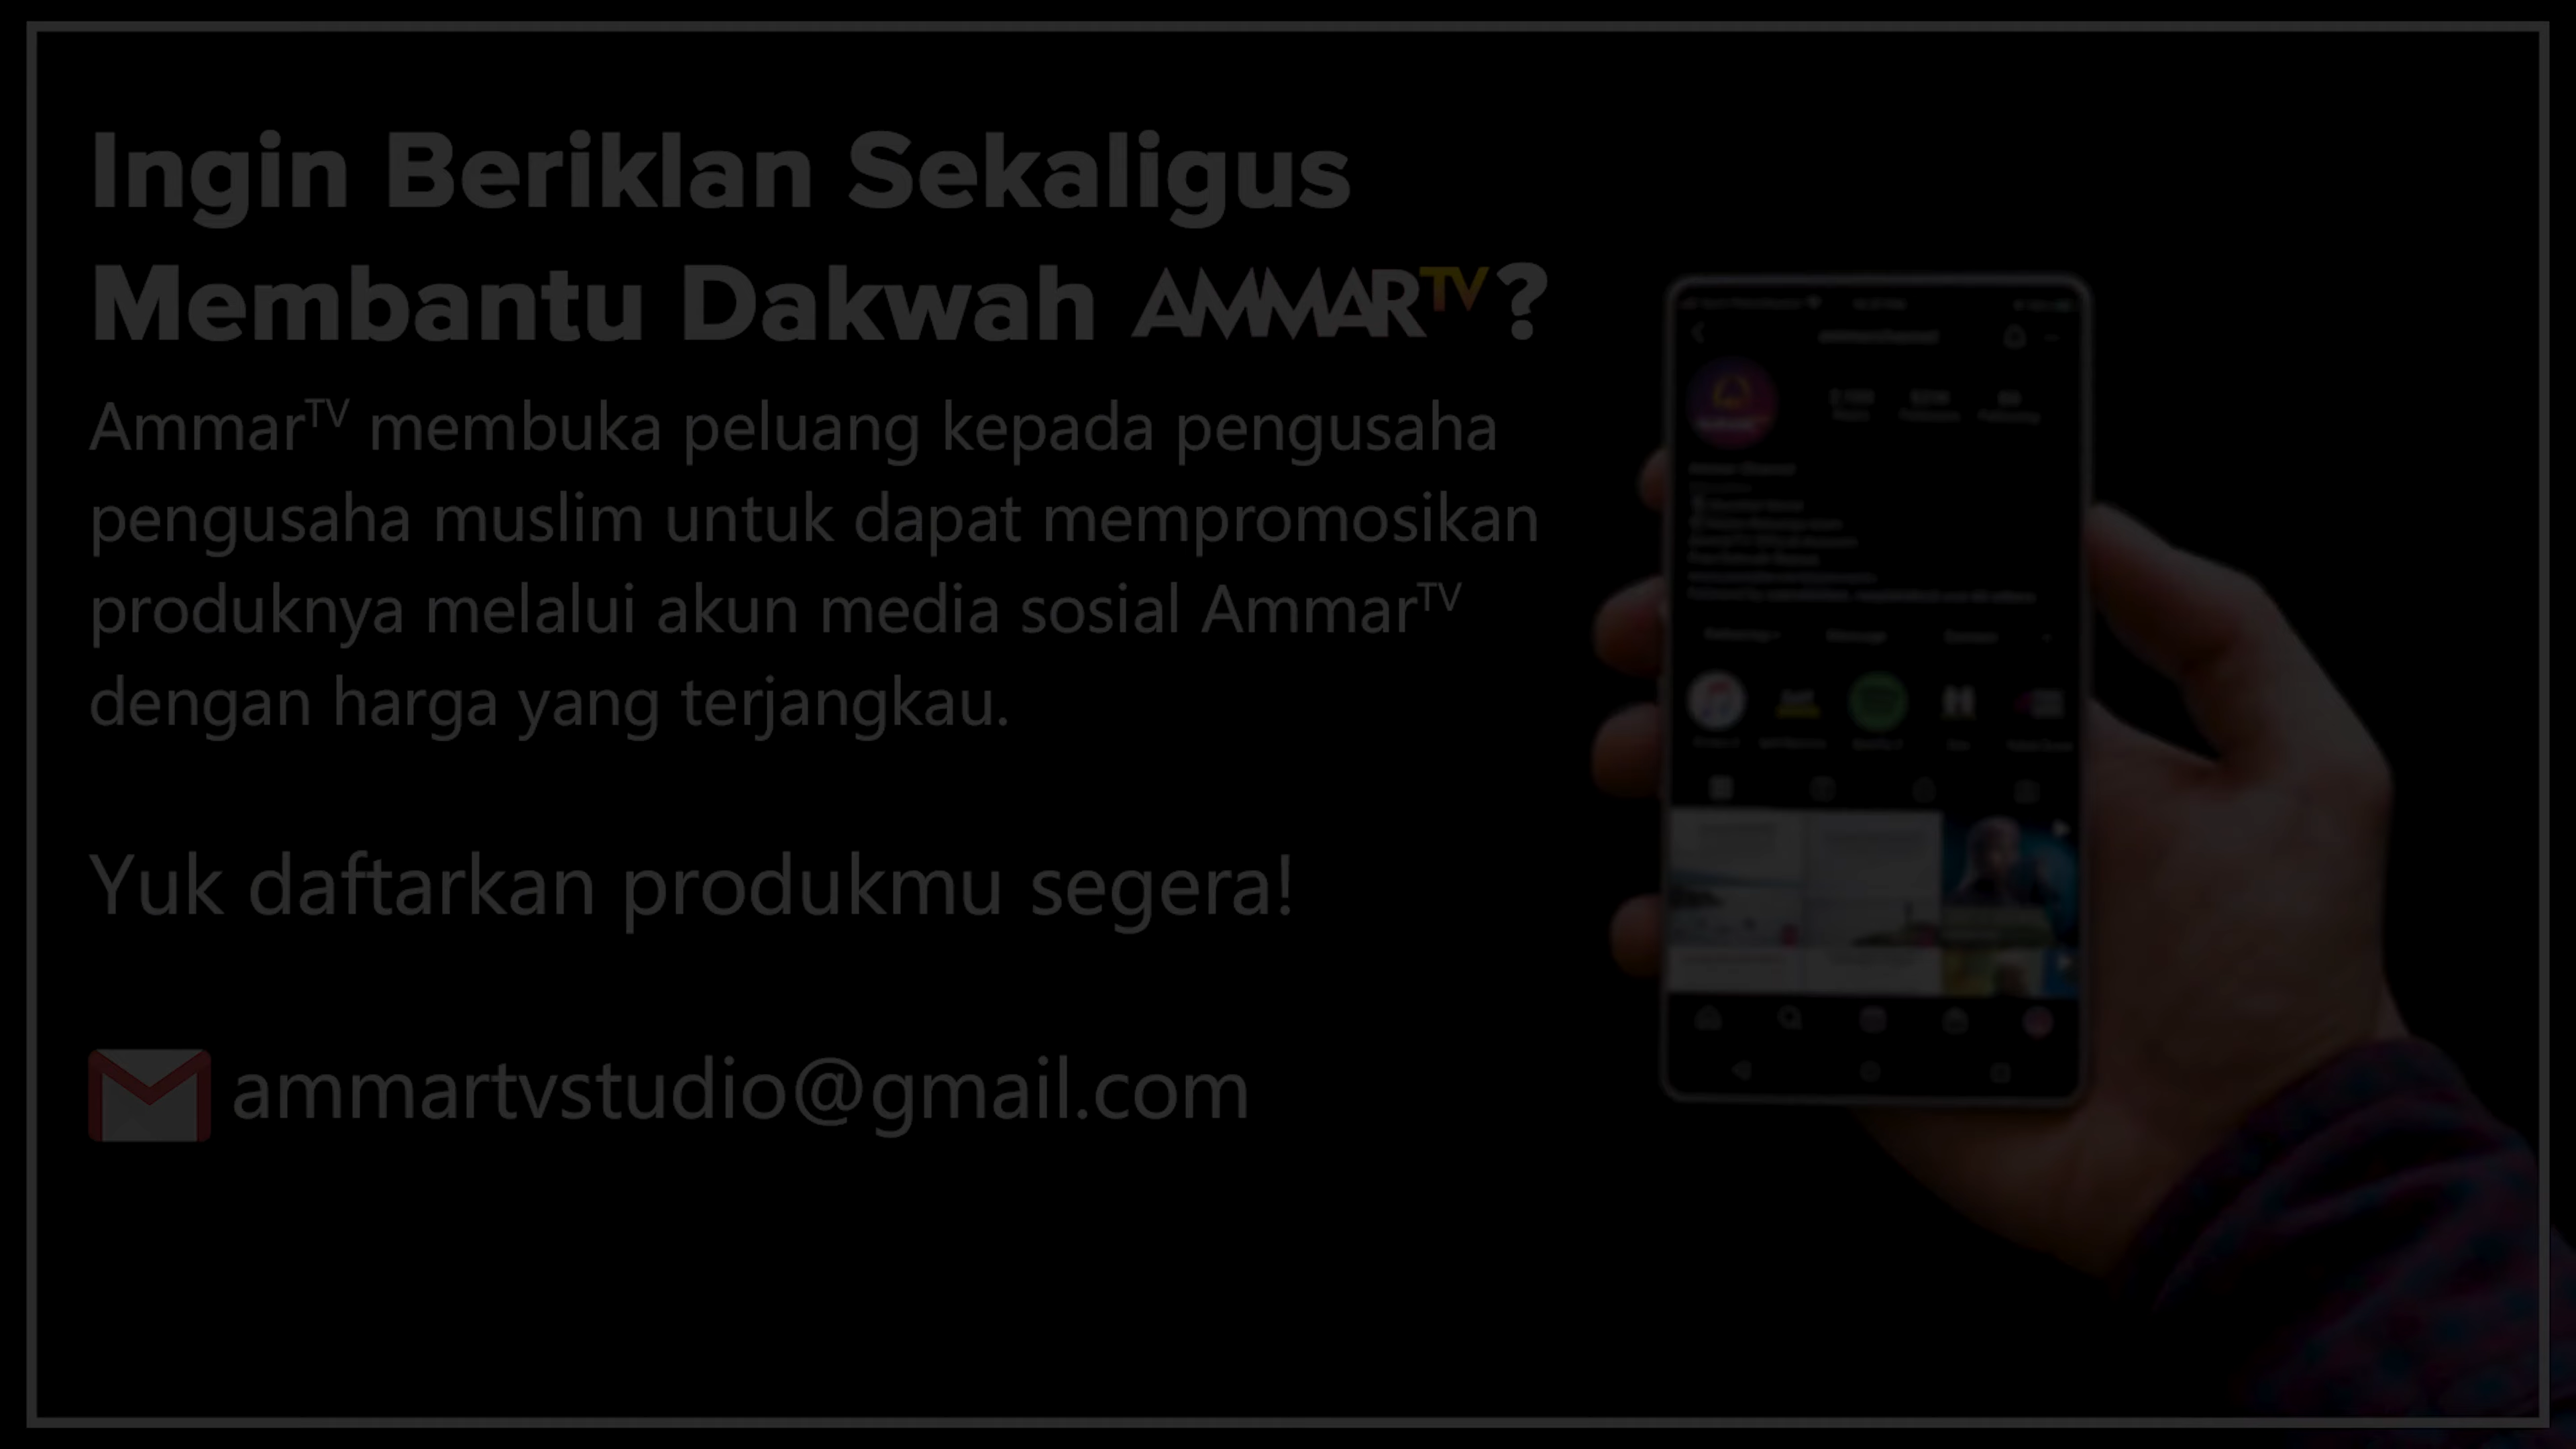 Ingin Beriklan Sekaligus
Membantu Dakwah AMMARTV?
AmmarTV membuka peluang kepada pengusaha
pengusaha muslim untuk dapat mempromosikan
produknya melalui akun media sosial AmmarTV
dengan harga yang terjangkau.
Yuk daftarkan produkmu segera!
ammartvstudio@gmail.com